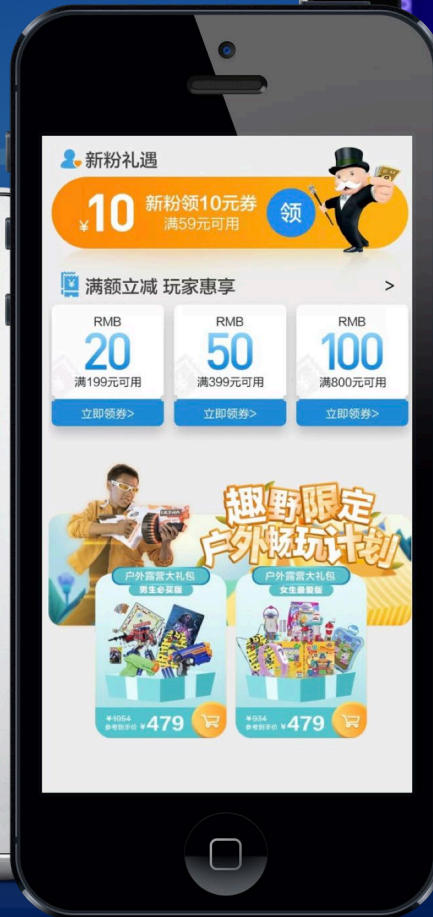 新粉礼遇
¥10 新粉领10元券 领
满59元可用
满额立减 玩家惠享 >
RMB RMB RMB
20 50 100
满199元可用 满399元可用 满800元可用
立即领券> 立即领券> 立即领券>
趣野限定
户外畅玩计划
户外露营大礼包 户外露营大礼包
男生必买版 女生最爱版
¥1054 ¥934
参考到手价 ¥479 参考到手价 ¥479